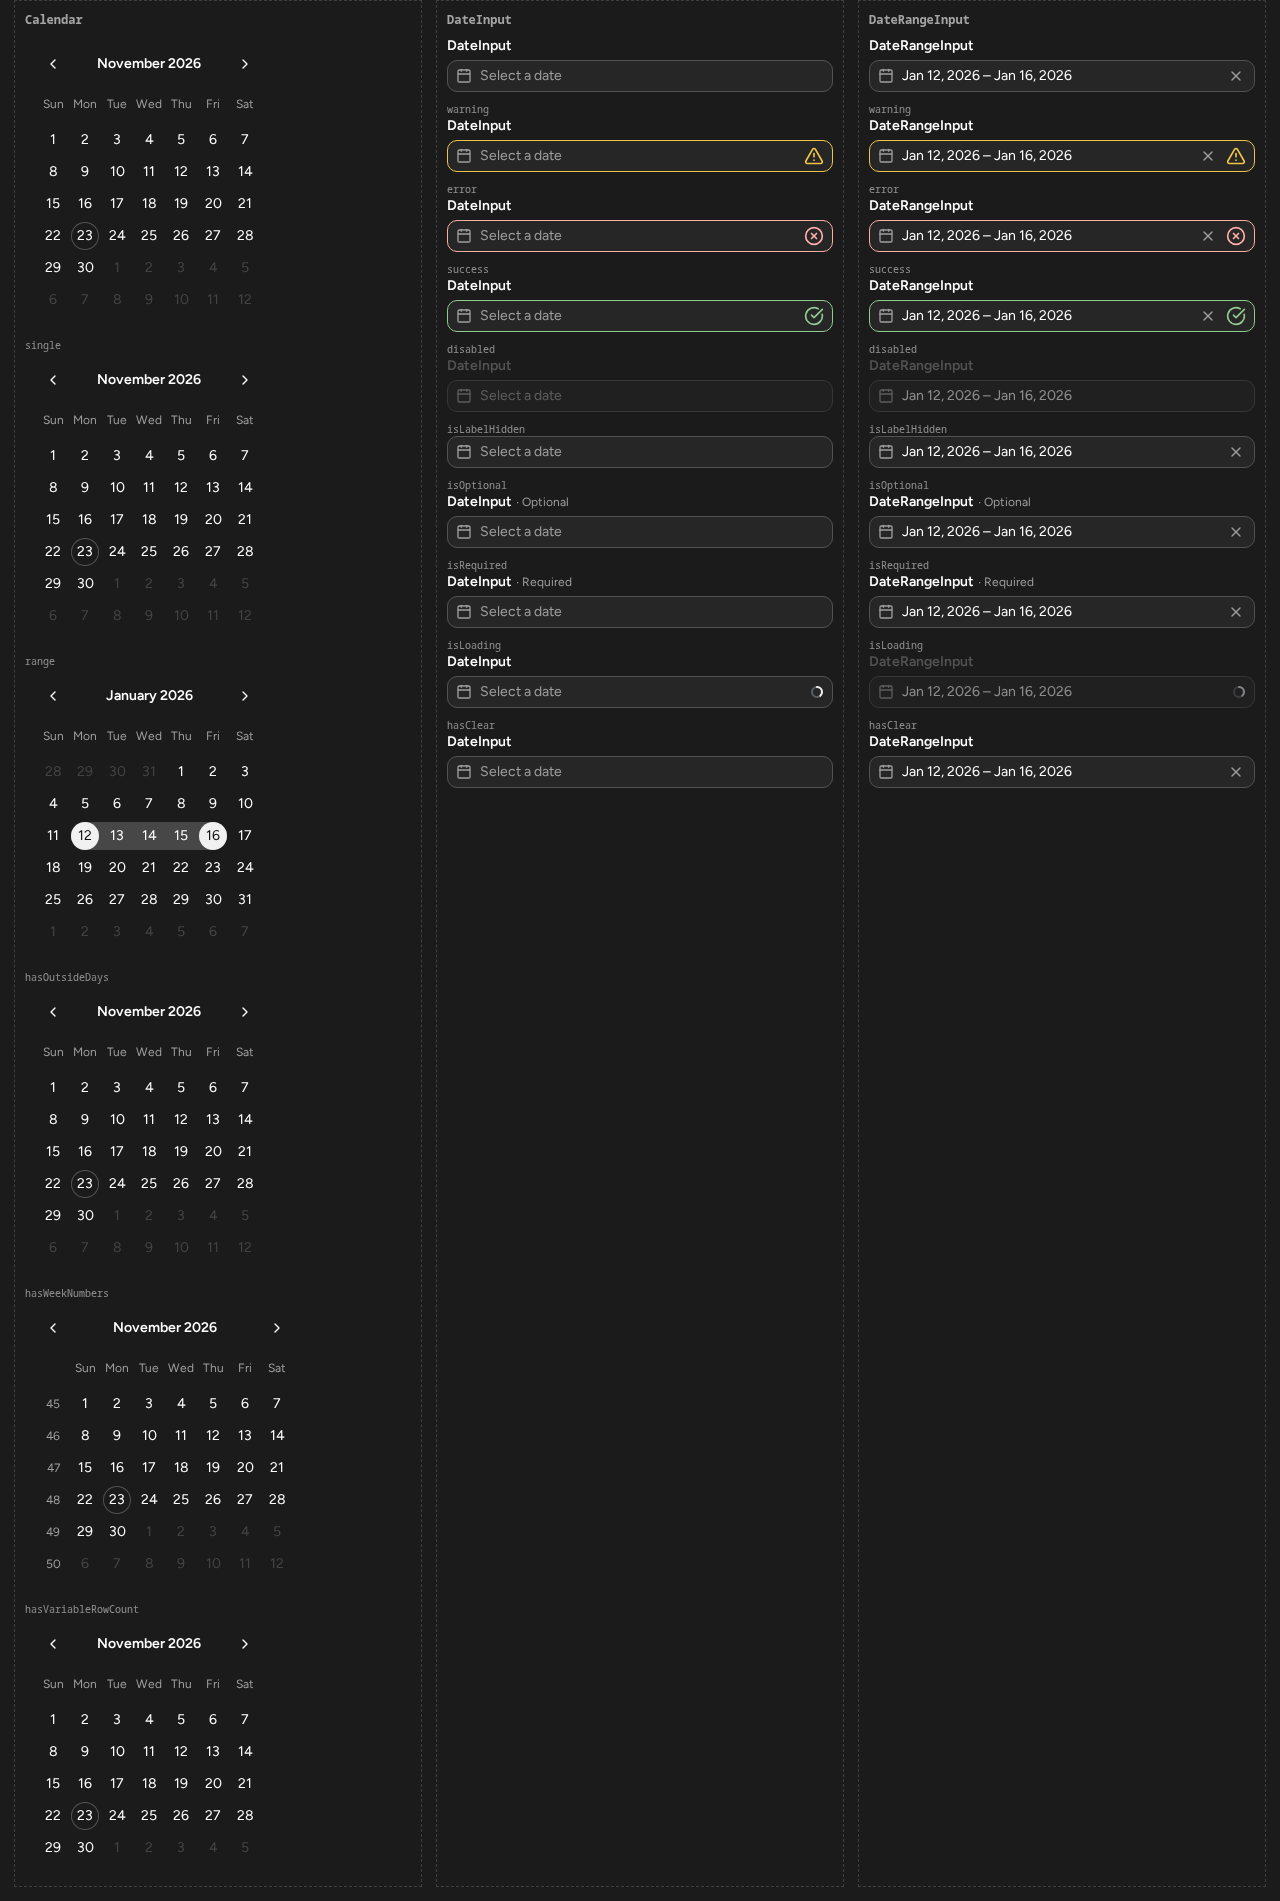 Calendar
November 2026
Sun Mon Tue Wed Thu Fri Sat
1 2 3 4 5 6 7
8 9 10 11 12 13 14
15 16 17 18 19 20 21
22 23 24 25 26 27 28
29 30 1 2 3 4 5
6 7 8 9 10 11 12
single
November 2026
Sun Mon Tue Wed Thu Fri Sat
1 2 3 4 5 6 7
8 9 10 11 12 13 14
15 16 17 18 19 20 21
22 23 24 25 26 27 28
29 30 1 2 3 4 5
6 7 8 9 10 11 12
range
January 2026
Sun Mon Tue Wed Thu Fri Sat
28 29 30 31 1 2 3
4 5 6 7 8 9 10
11 12 13 14 15 16 17
18 19 20 21 22 23 24
25 26 27 28 29 30 31
1 2 3 4 5 6 7
hasOutsideDays
November 2026
Sun Mon Tue Wed Thu Fri Sat
1 2 3 4 5 6 7
8 9 10 11 12 13 14
15 16 17 18 19 20 21
22 23 24 25 26 27 28
29 30 1 2 3 4 5
6 7 8 9 10 11 12
hasWeekNumbers
November 2026
Sun Mon Tue Wed Thu Fri Sat
45 1 2 3 4 5 6 7
46 8 9 10 11 12 13 14
47 15 16 17 18 19 20 21
48 22 23 24 25 26 27 28
49 29 30 1 2 3 4 5
50 6 7 8 9 10 11 12
hasVariableRowCount
November 2026
Sun Mon Tue Wed Thu Fri Sat
1 2 3 4 5 6 7
8 9 10 11 12 13 14
15 16 17 18 19 20 21
22 23 24 25 26 27 28
29 30 1 2 3 4 5
DateInput
DateInput
Select a date
warning
DateInput
Select a date
error
DateInput
Select a date
success
DateInput
Select a date
disabled
DateInput
Select a date
isLabelHidden
Select a date
isOptional
DateInput · Optional
Select a date
isRequired
DateInput · Required
Select a date
isLoading
DateInput
Select a date
hasClear
DateInput
Select a date
DateRangeInput
DateRangeInput
Jan 12, 2026 – Jan 16, 2026
warning
DateRangeInput
Jan 12, 2026 – Jan 16, 2026
error
DateRangeInput
Jan 12, 2026 – Jan 16, 2026
success
DateRangeInput
Jan 12, 2026 – Jan 16, 2026
disabled
DateRangeInput
Jan 12, 2026 – Jan 16, 2026
isLabelHidden
Jan 12, 2026 – Jan 16, 2026
isOptional
DateRangeInput · Optional
Jan 12, 2026 – Jan 16, 2026
isRequired
DateRangeInput · Required
Jan 12, 2026 – Jan 16, 2026
isLoading
DateRangeInput
Jan 12, 2026 – Jan 16, 2026
hasClear
DateRangeInput
Jan 12, 2026 – Jan 16, 2026